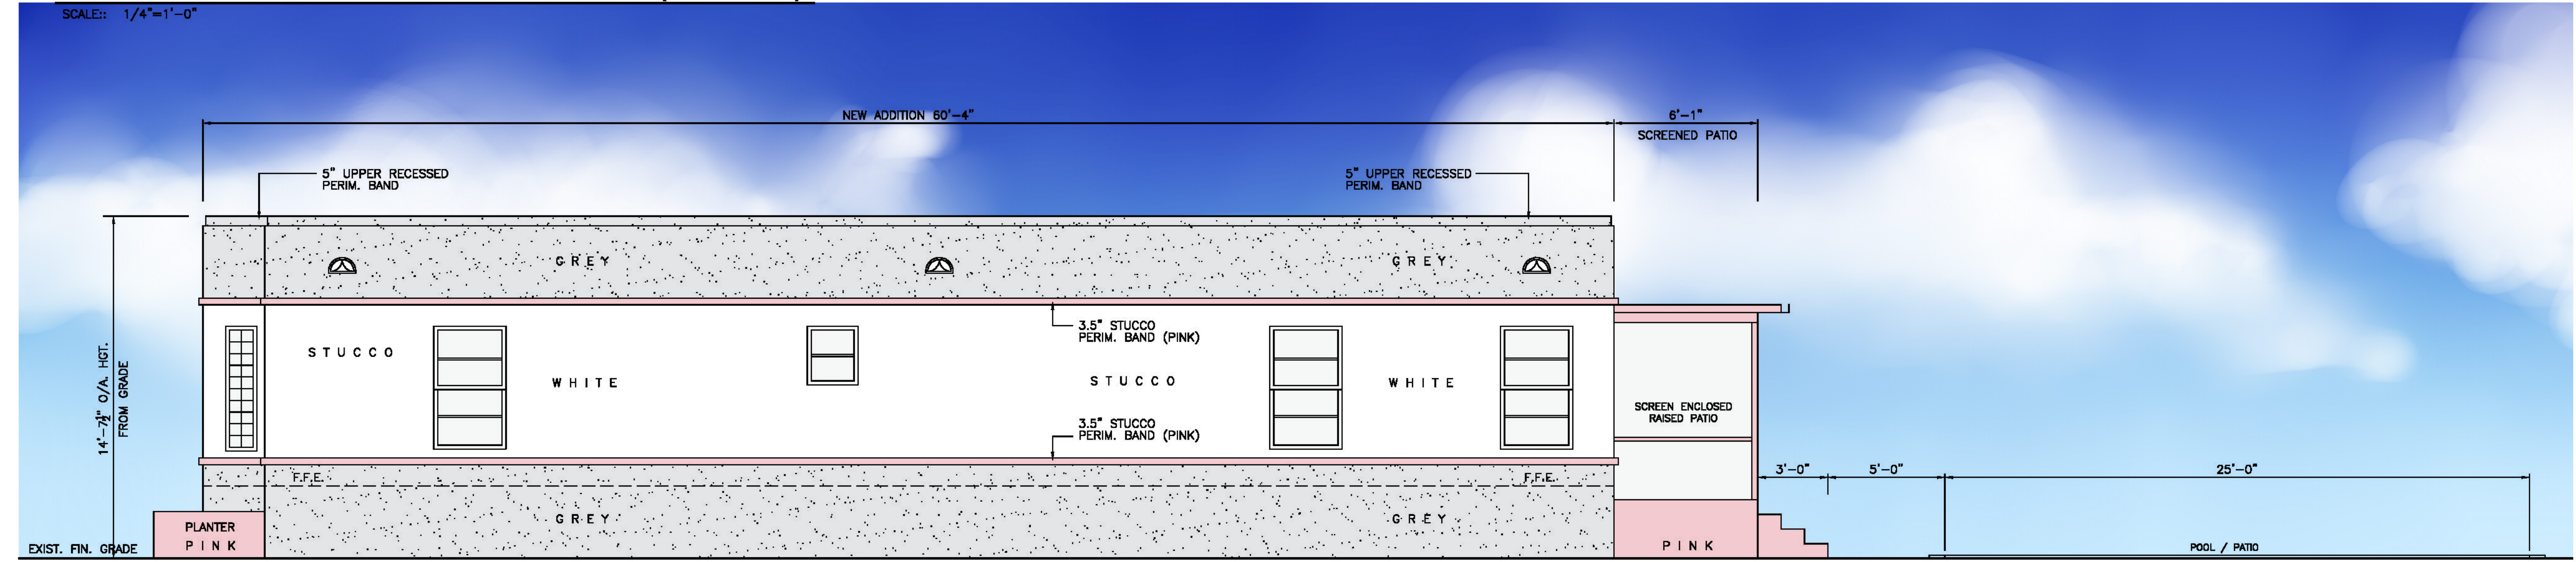 SCALE:: 1/4"=1'-0"
NEW ADDITION 60'-4"
6'-1"
SCREENED PATIO
5" UPPER RECESSED
PERIM. BAND
5" UPPER RECESSED
PERIM. BAND
GREY
GREY
14'-7½" O/A. HGT.
FROM GRADE
STUCCO
WHITE
3.5" STUCCO
PERIM. BAND (PINK)
STUCCO
WHITE
3.5" STUCCO
PERIM. BAND (PINK)
SCREEN ENCLOSED
RAISED PATIO
F.F.E.
F.F.E.
3'-0"
5'-0"
25'-0"
GREY
GREY
PLANTER
PINK
EXIST. FIN. GRADE
PINK
POOL / PATIO